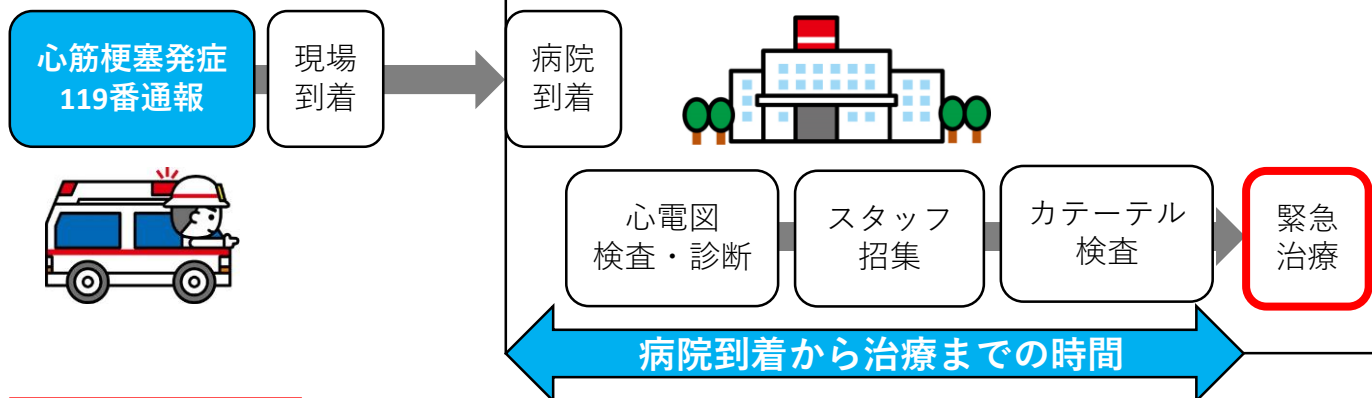 心筋梗塞発症
119番通報
現場
到着
病院
到着
心電図
検査・診断
スタッフ
招集
カテーテル
検査
緊急
治療
病院到着から治療までの時間